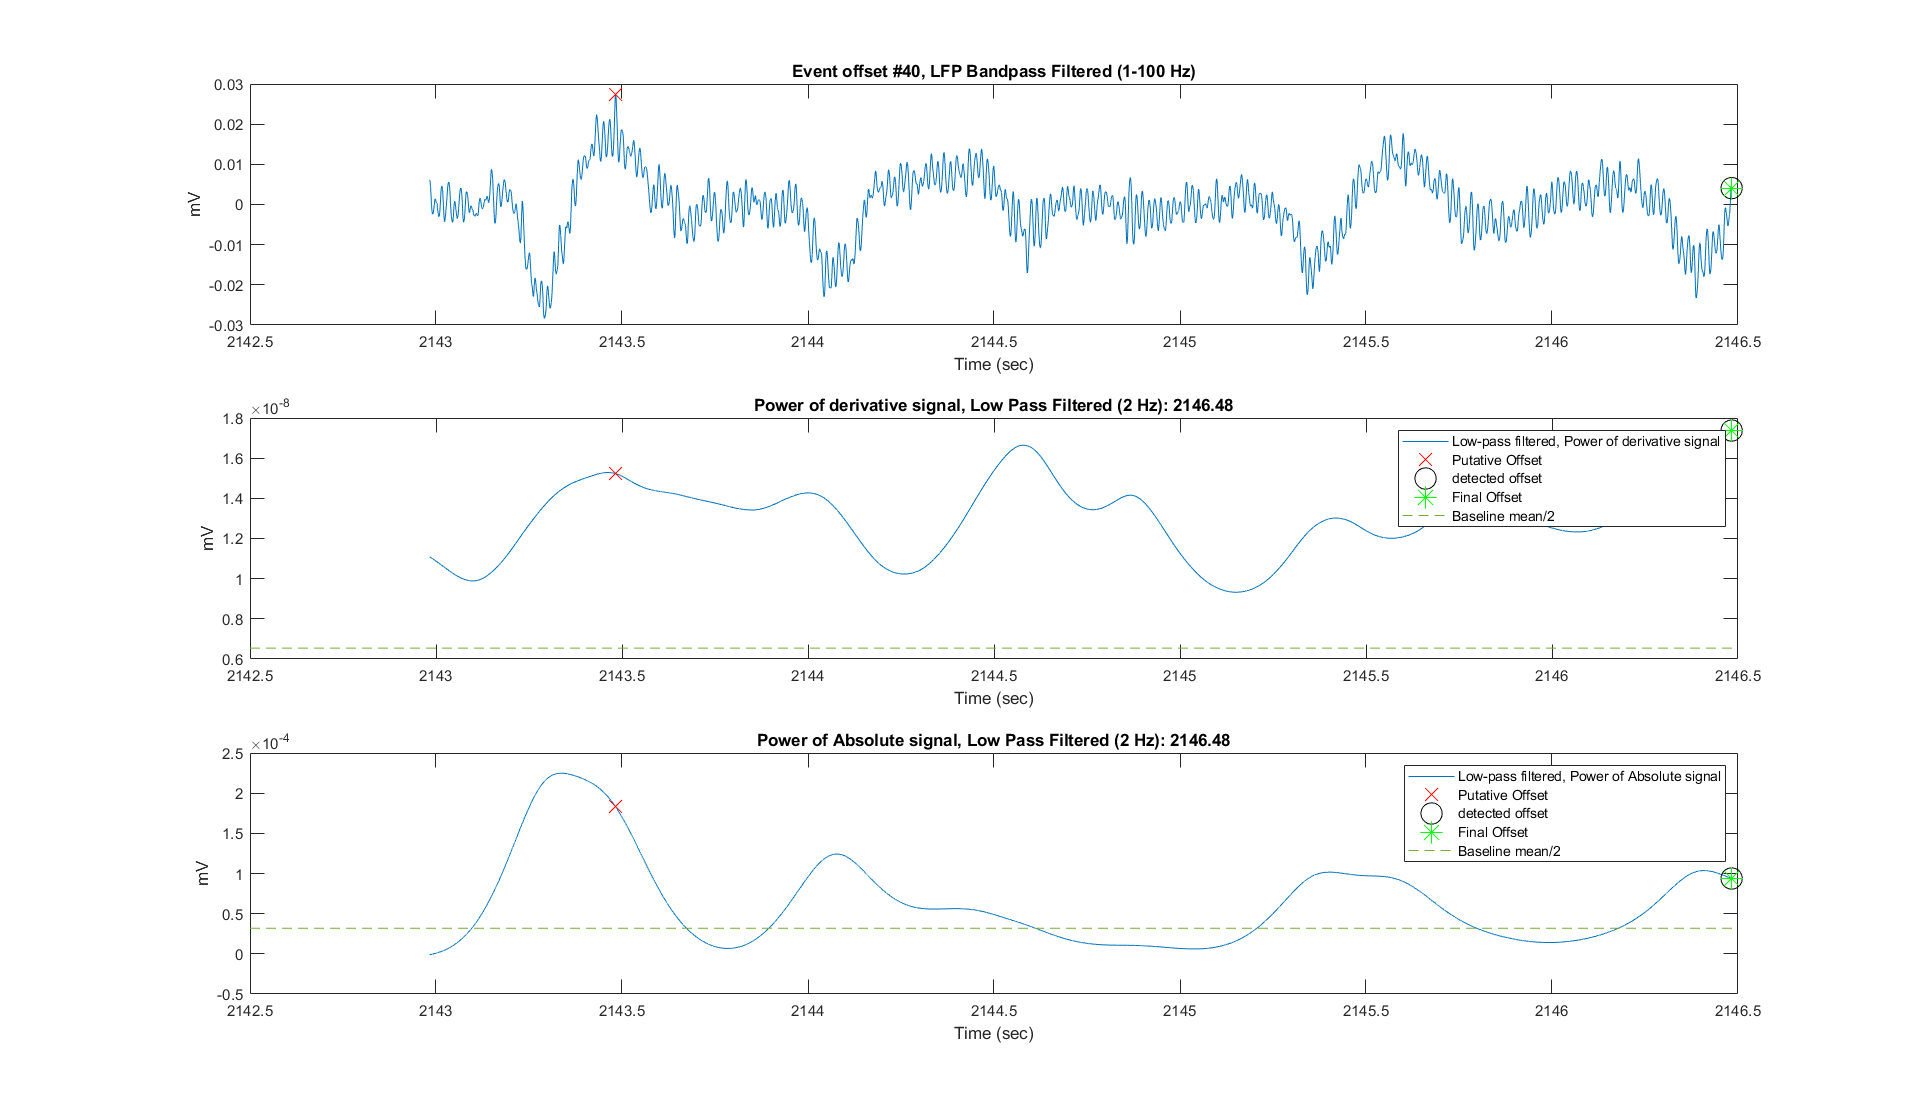 Event offset #40, LFP Bandpass Filtered (1-100 Hz)
0.03
0.02
0.01
0
-0.01
-0.02
-0.03
mV
2142.5 2143 2143.5 2144 2144.5 2145 2145.5 2146 2146.5
Time (sec)
Power of derivative signal, Low Pass Filtered (2 Hz): 2146.48
×10-8
1.8
1.6
1.4
1.2
1
0.8
0.6
mV
Low-pass filtered, Power of derivative signal
Putative Offset
detected offset
Final Offset
Baseline mean/2
2142.5 2143 2143.5 2144 2144.5 2145 2145.5 2146 2146.5
Time (sec)
Power of Absolute signal, Low Pass Filtered (2 Hz): 2146.48
×10-4
2.5
2
1.5
1
0.5
0
-0.5
mV
Low-pass filtered, Power of Absolute signal
Putative Offset
detected offset
Final Offset
Baseline mean/2
2142.5 2143 2143.5 2144 2144.5 2145 2145.5 2146 2146.5
Time (sec)